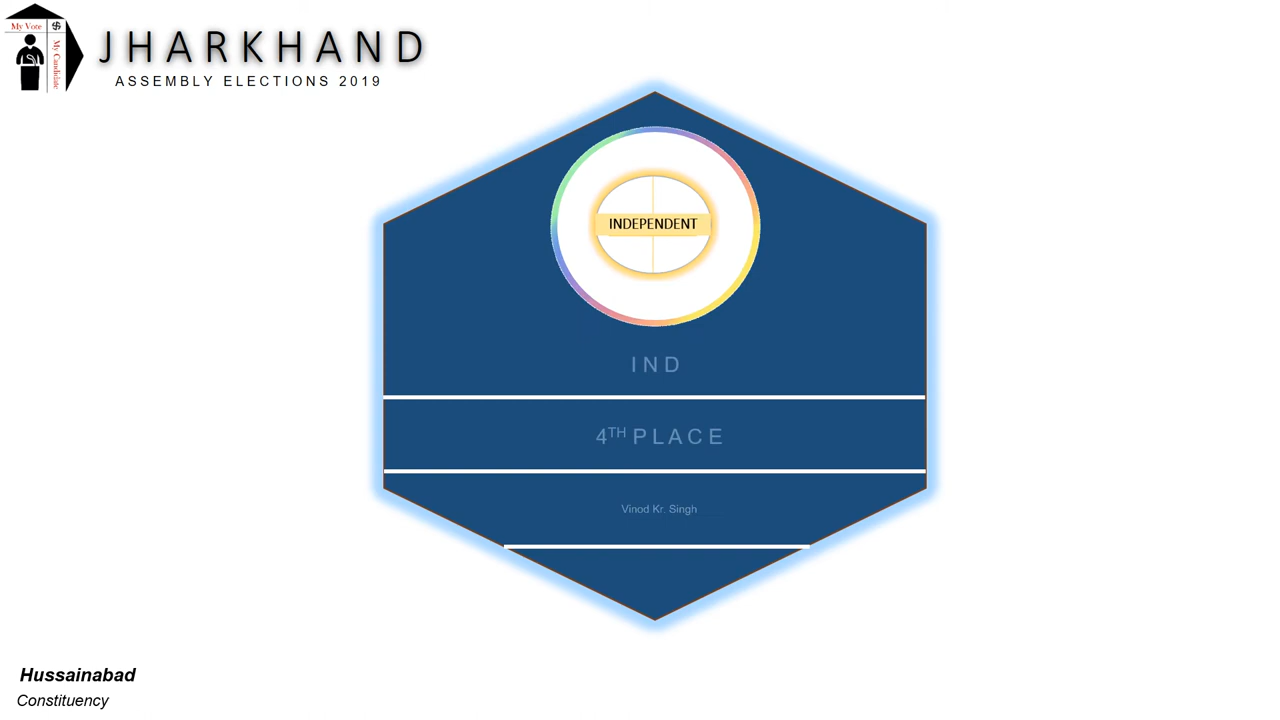 My Vote
My Candidate
JHARKHAND
ASSEMBLY ELECTIONS 2019
INDEPENDENT
IND
4TH PLACE
Vinod Kr. Singh
Hussainabad
Constituency